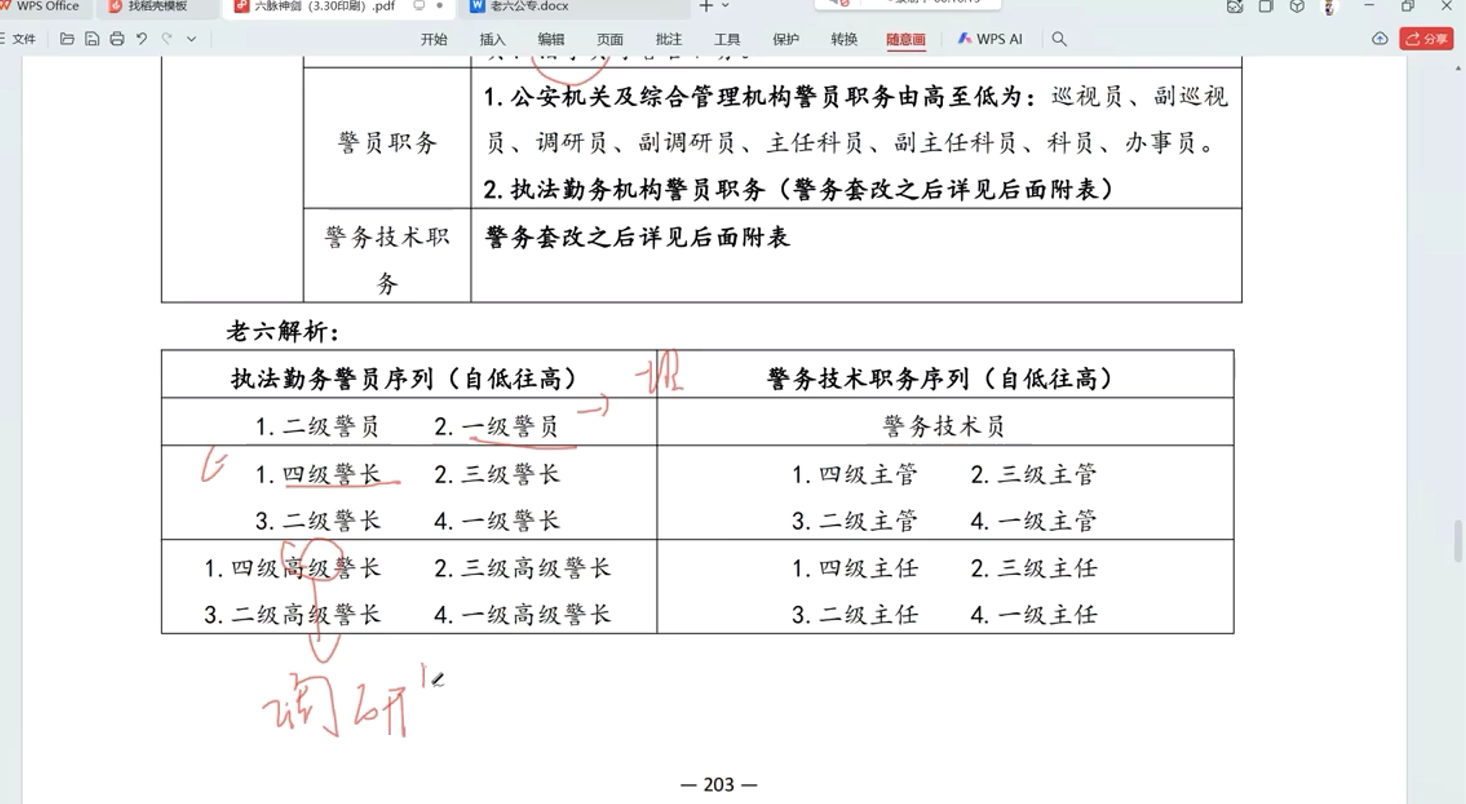 WPS Office 找稻壳模板 六脉神剑（3.30印刷）.pdf 老六公专.docx
文件 开始 插入 编辑 页面 批注 工具 保护 转换 随意画 WPS AI 分享
警员职务
1.公安机关及综合管理机构警员职务由高至低为：巡视员、副巡视
员、调研员、副调研员、主任科员、副主任科员、科员、办事员。
2.执法勤务机构警员职务（警务套改之后详见后面附表）
警务技术职
务
警务套改之后详见后面附表
老六解析：
执法勤务警员序列（自低往高） 警务技术职务序列（自低往高）
1.二级警员 2.一级警员 警务技术员
1.四级警长 2.三级警长 1.四级主管 2.三级主管
3.二级警长 4.一级警长 3.二级主管 4.一级主管
1.四级高级警长 2.三级高级警长 1.四级主任 2.三级主任
3.二级高级警长 4.一级高级警长 3.二级主任 4.一级主任
调研
— 203 —